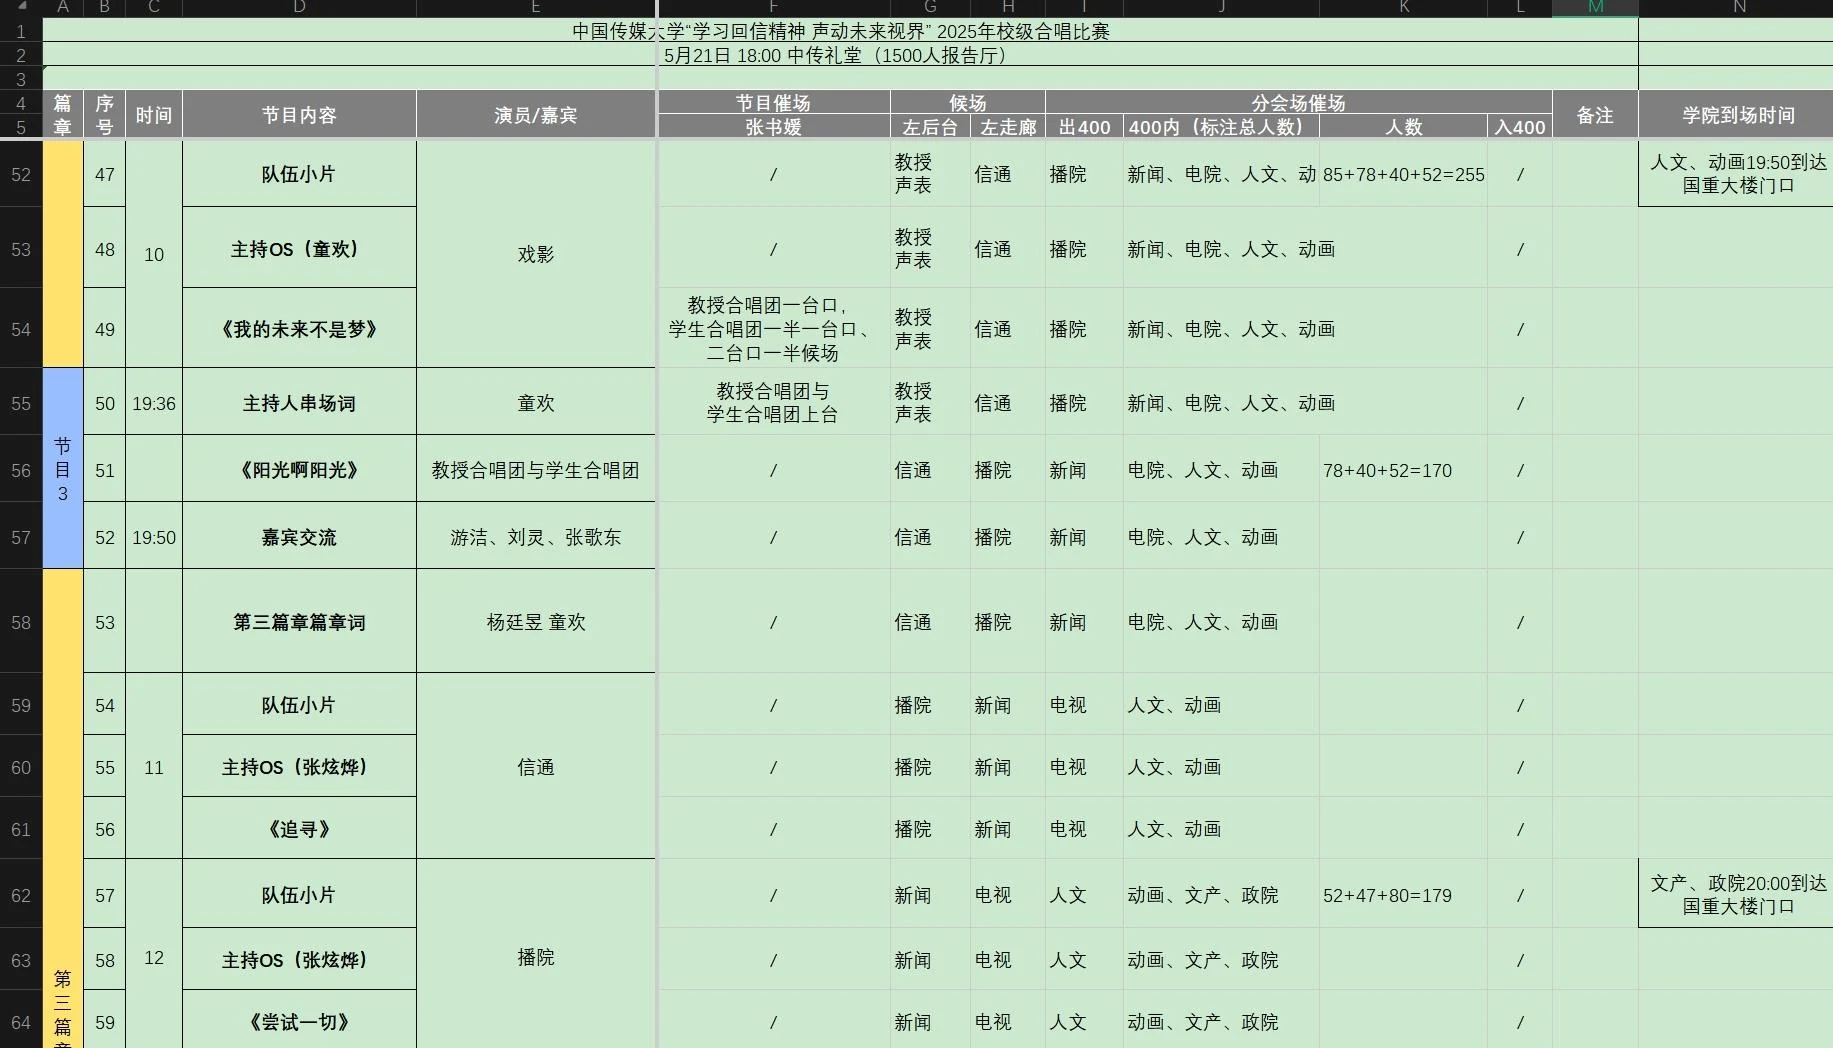 A B C D E F G H I J K L M N
1 中国传媒大学“学习回信精神 声动未来视界” 2025年校级合唱比赛
2 5月21日 18:00 中传礼堂（1500人报告厅）
3
4 篇章 序号 时间 节目内容 演员/嘉宾 节目催场 候场 分会场催场 备注 学院到场时间
5 张书媛 左后台 左走廊 出400 400内（标注总人数） 人数 入400
52 47 队伍小片 / 教授声表 信通 播院 新闻、电院、人文、动 85+78+40+52=255 / 人文、动画19:50到达国重大楼门口
53 48 10 主持OS（童欢） 戏影 / 教授声表 信通 播院 新闻、电院、人文、动画 /
54 49 《我的未来不是梦》 教授合唱团一台口，学生合唱团一半一台口、二台口一半候场 教授声表 信通 播院 新闻、电院、人文、动画 /
55 50 19:36 主持人串场词 童欢 教授合唱团与学生合唱团上台 教授声表 信通 播院 新闻、电院、人文、动画 /
节目3
56 51 《阳光啊阳光》 教授合唱团与学生合唱团 / 信通 播院 新闻 电院、人文、动画 78+40+52=170 /
57 52 19:50 嘉宾交流 游洁、刘灵、张歌东 / 信通 播院 新闻 电院、人文、动画 /
58 53 第三篇章篇章词 杨廷昱 童欢 / 信通 播院 新闻 电院、人文、动画 /
59 54 队伍小片 / 播院 新闻 电视 人文、动画 /
60 55 11 主持OS（张炫烨） 信通 / 播院 新闻 电视 人文、动画 /
61 56 《追寻》 / 播院 新闻 电视 人文、动画 /
62 57 队伍小片 / 新闻 电视 人文 动画、文产、政院 52+47+80=179 / 文产、政院20:00到达国重大楼门口
63 58 12 主持OS（张炫烨） 播院 / 新闻 电视 人文 动画、文产、政院 /
64 59 《尝试一切》 / 新闻 电视 人文 动画、文产、政院 /
第三篇